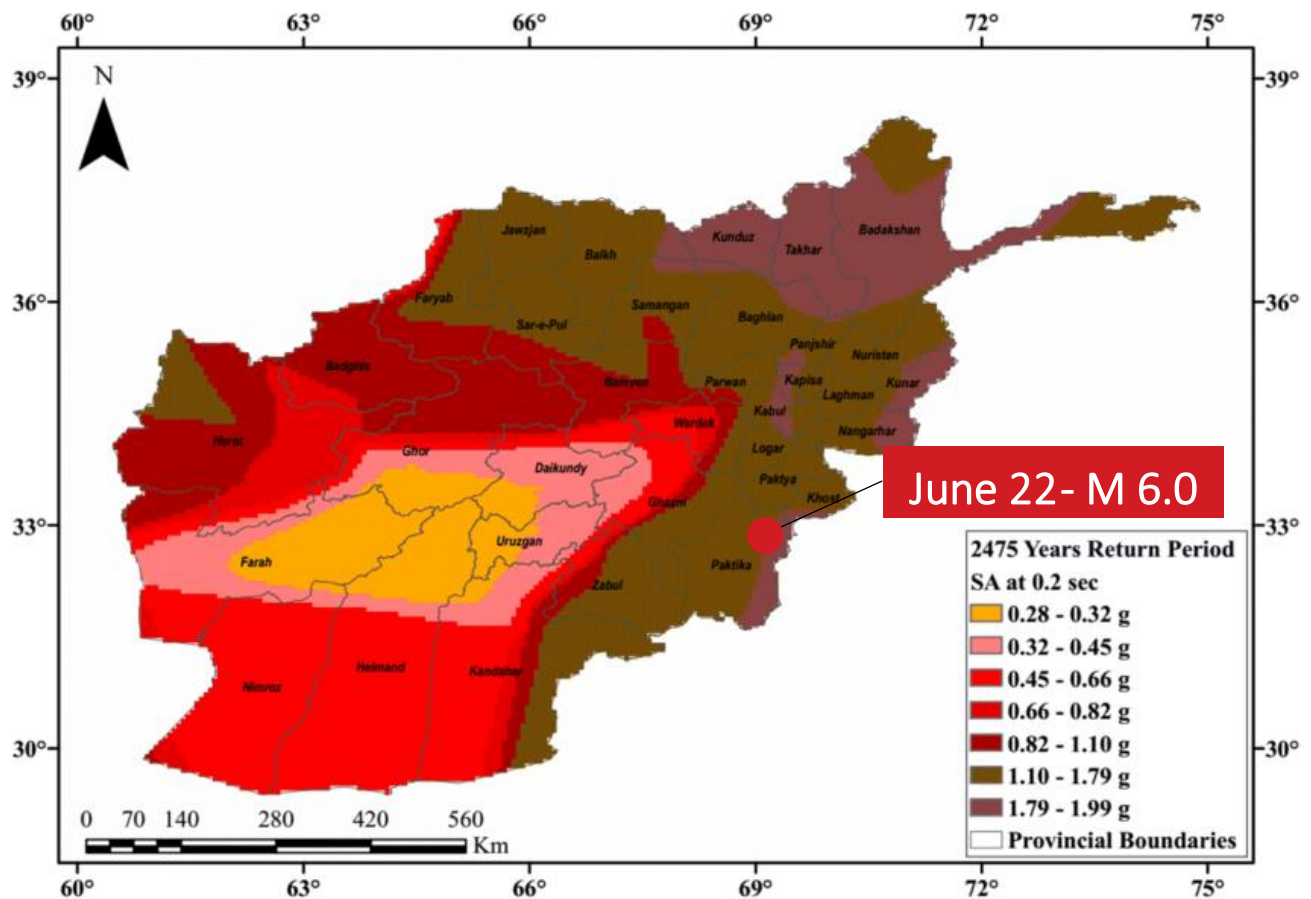 60° 63° 66° 69° 72° 75°
39° 39°
N
Jawzjan
Balkh
Kunduz
Takhar
Badakshan
36° 36°
Faryab
Samangan
Sar-e-Pul
Baghlan
Panjshir
Nuristan
Badghis
Bamyan
Parwan
Kapisa
Kunar
Laghman
Kabul
Herat
Wardak
Nangarhar
Ghor
Logar
Daikundy
Paktya
Khost
Ghazni
June 22- M 6.0
33° 33°
Uruzgan
Farah
Paktika
Zabul
Helmand
Kandahar
Nimroz
30° 30°
2475 Years Return Period
SA at 0.2 sec
0.28 - 0.32 g
0.32 - 0.45 g
0.45 - 0.66 g
0.66 - 0.82 g
0.82 - 1.10 g
1.10 - 1.79 g
1.79 - 1.99 g
Provincial Boundaries
0 70 140 280 420 560
Km
60° 63° 66° 69° 72° 75°